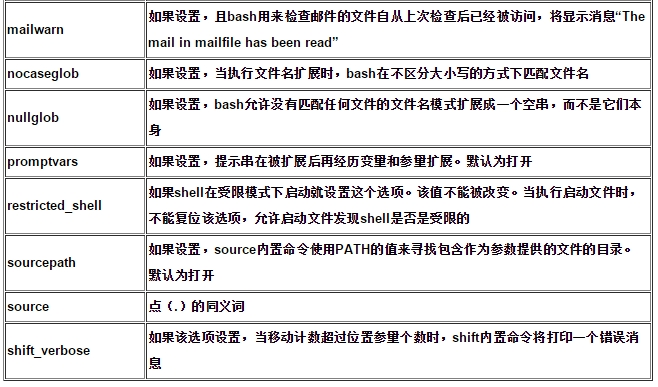 mailwarn
如果设置，且bash用来检查邮件的文件自从上次检查后已经被访问，将显示消息“The
mail in mailfile has been read”
nocaseglob
如果设置，当执行文件名扩展时，bash在不区分大小写的方式下匹配文件名
nullglob
如果设置，bash允许没有匹配任何文件的文件名模式扩展成一个空串，而不是它们本
身
promptvars
如果设置，提示串在被扩展后再经历变量和参量扩展。默认为打开
restricted_shell
如果shell在受限模式下启动就设置这个选项。该值不能被改变。当执行启动文件时，
不能复位该选项，允许启动文件发现shell是否是受限的
sourcepath
如果设置，source内置命令使用PATH的值来寻找包含作为参数提供的文件的目录。
默认为打开
source
点（.）的同义词
shift_verbose
如果该选项设置，当移动计数超过位置参量个数时，shift内置命令将打印一个错误消
息